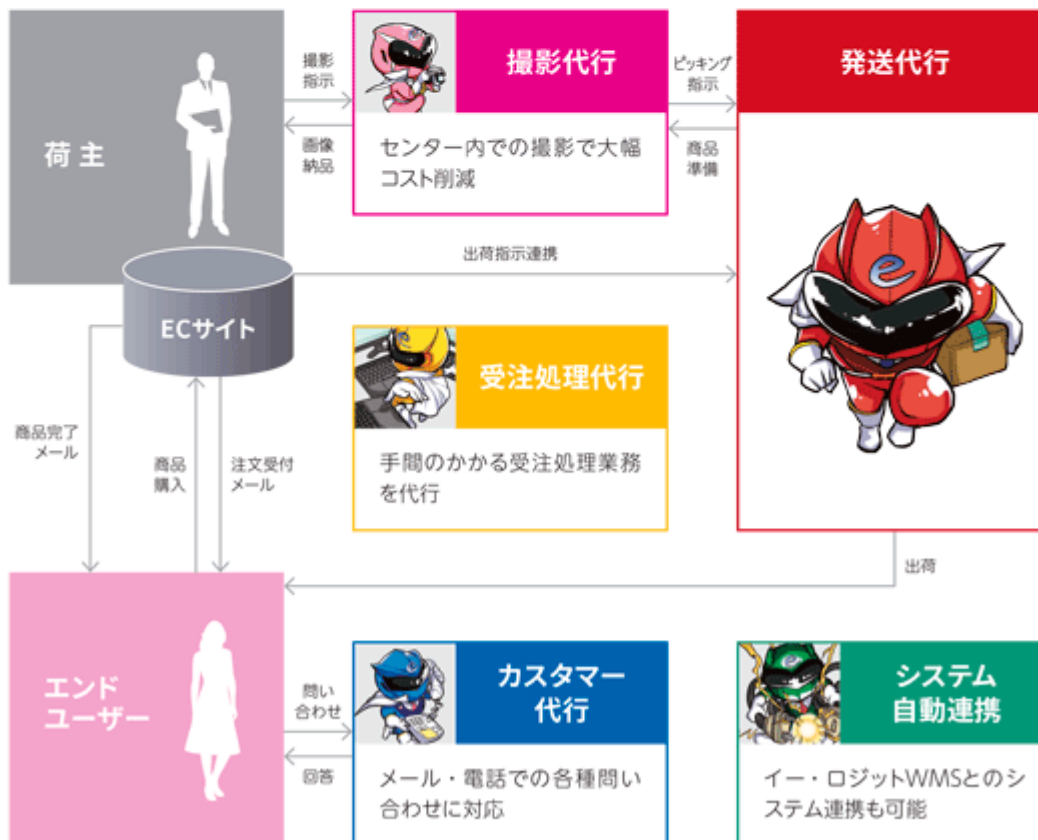 荷主
撮影
指示
画像
納品
撮影代行
センター内での撮影で大幅
コスト削減
ピッキング
指示
商品
準備
発送代行
e
出荷指示連携
ECサイト
受注処理代行
手間のかかる受注処理業務
を代行
商品完了
メール
商品
購入
注文受付
メール
出荷
エンド
ユーザー
問い
合わせ
回答
カスタマー
代行
メール・電話での各種問い
合わせに対応
システム
自動連携
イー・ロジットWMSとのシ
ステム連携も可能